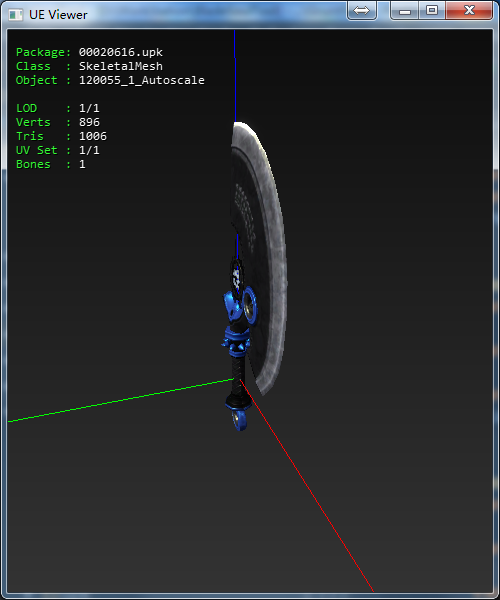 UE Viewer
Package: 00020616.upk
Class : SkeletalMesh
Object : 120055_1_Autoscale
LOD : 1/1
Verts : 896
Tris : 1006
UV Set : 1/1
Bones : 1